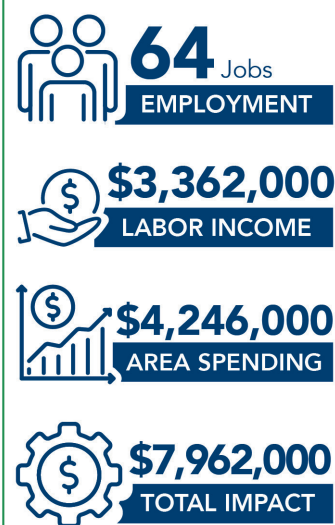 64 Jobs
EMPLOYMENT
$
$3,362,000
LABOR INCOME
$
$4,246,000
AREA SPENDING
$
$7,962,000
TOTAL IMPACT